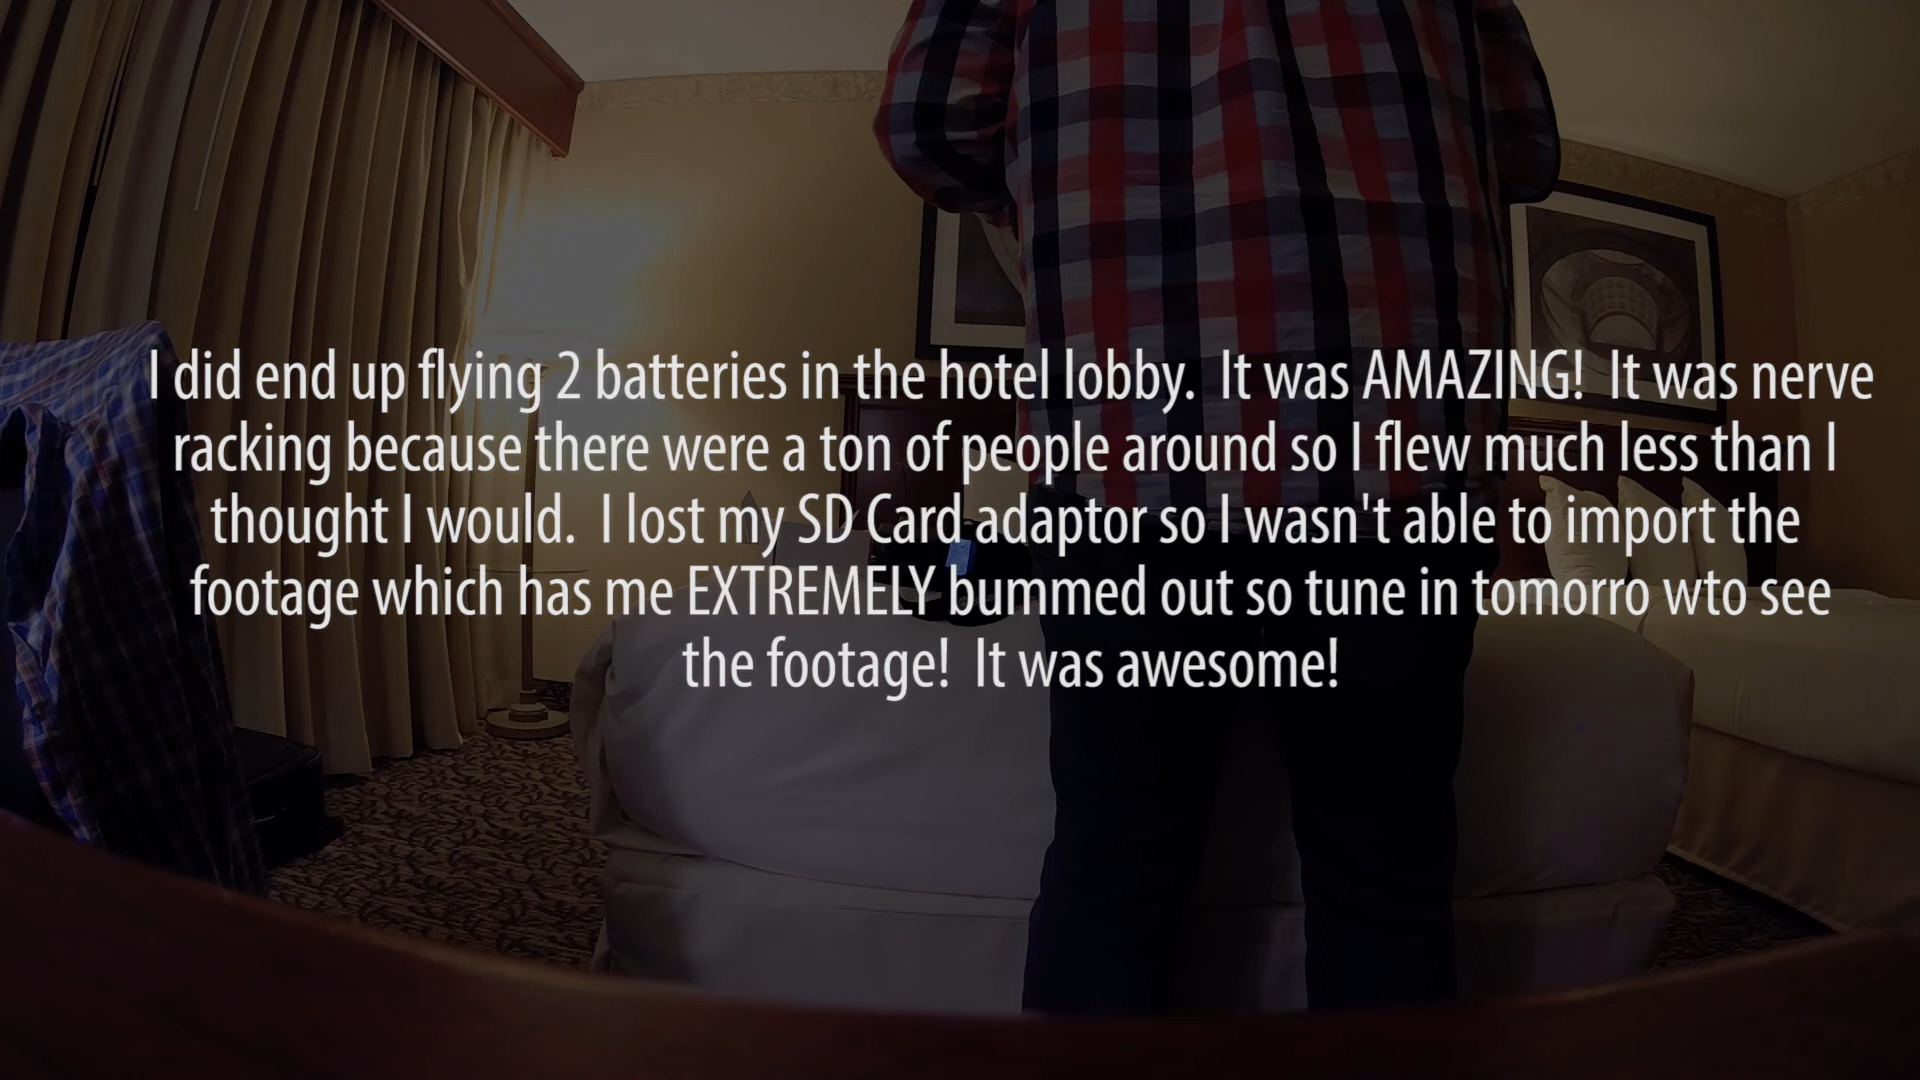 I did end up flying 2 batteries in the hotel lobby.  It was AMAZING!  It was nerve
racking because there were a ton of people around so I flew much less than I
thought I would.  I lost my SD Card adaptor so I wasn't able to import the
footage which has me EXTREMELY bummed out so tune in tomorro wto see
the footage!  It was awesome!